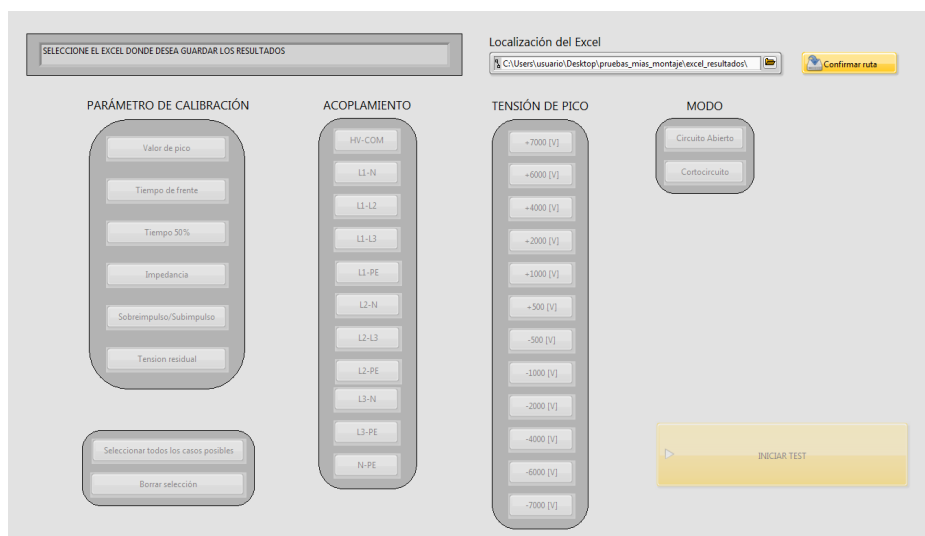 SELECCIONE EL EXCEL DONDE DESEA GUARDAR LOS RESULTADOS
Localización del Excel
C:\Users\usuario\Desktop\pruebas_mias_montaje\excel_resultados\
Confirmar ruta
PARÁMETRO DE CALIBRACIÓN
Valor de pico
Tiempo de frente
Tiempo 50%
Impedancia
Sobreimpulso/Subimpulso
Tension residual
Seleccionar todos los casos posibles
Borrar selección
ACOPLAMIENTO
HV-COM
L1-N
L1-L2
L1-L3
L1-PE
L2-N
L2-L3
L2-PE
L3-N
L3-PE
N-PE
TENSIÓN DE PICO
+7000 [V]
+6000 [V]
+4000 [V]
+2000 [V]
+1000 [V]
+500 [V]
-500 [V]
-1000 [V]
-2000 [V]
-4000 [V]
-6000 [V]
-7000 [V]
MODO
Circuito Abierto
Cortocircuito
INICIAR TEST